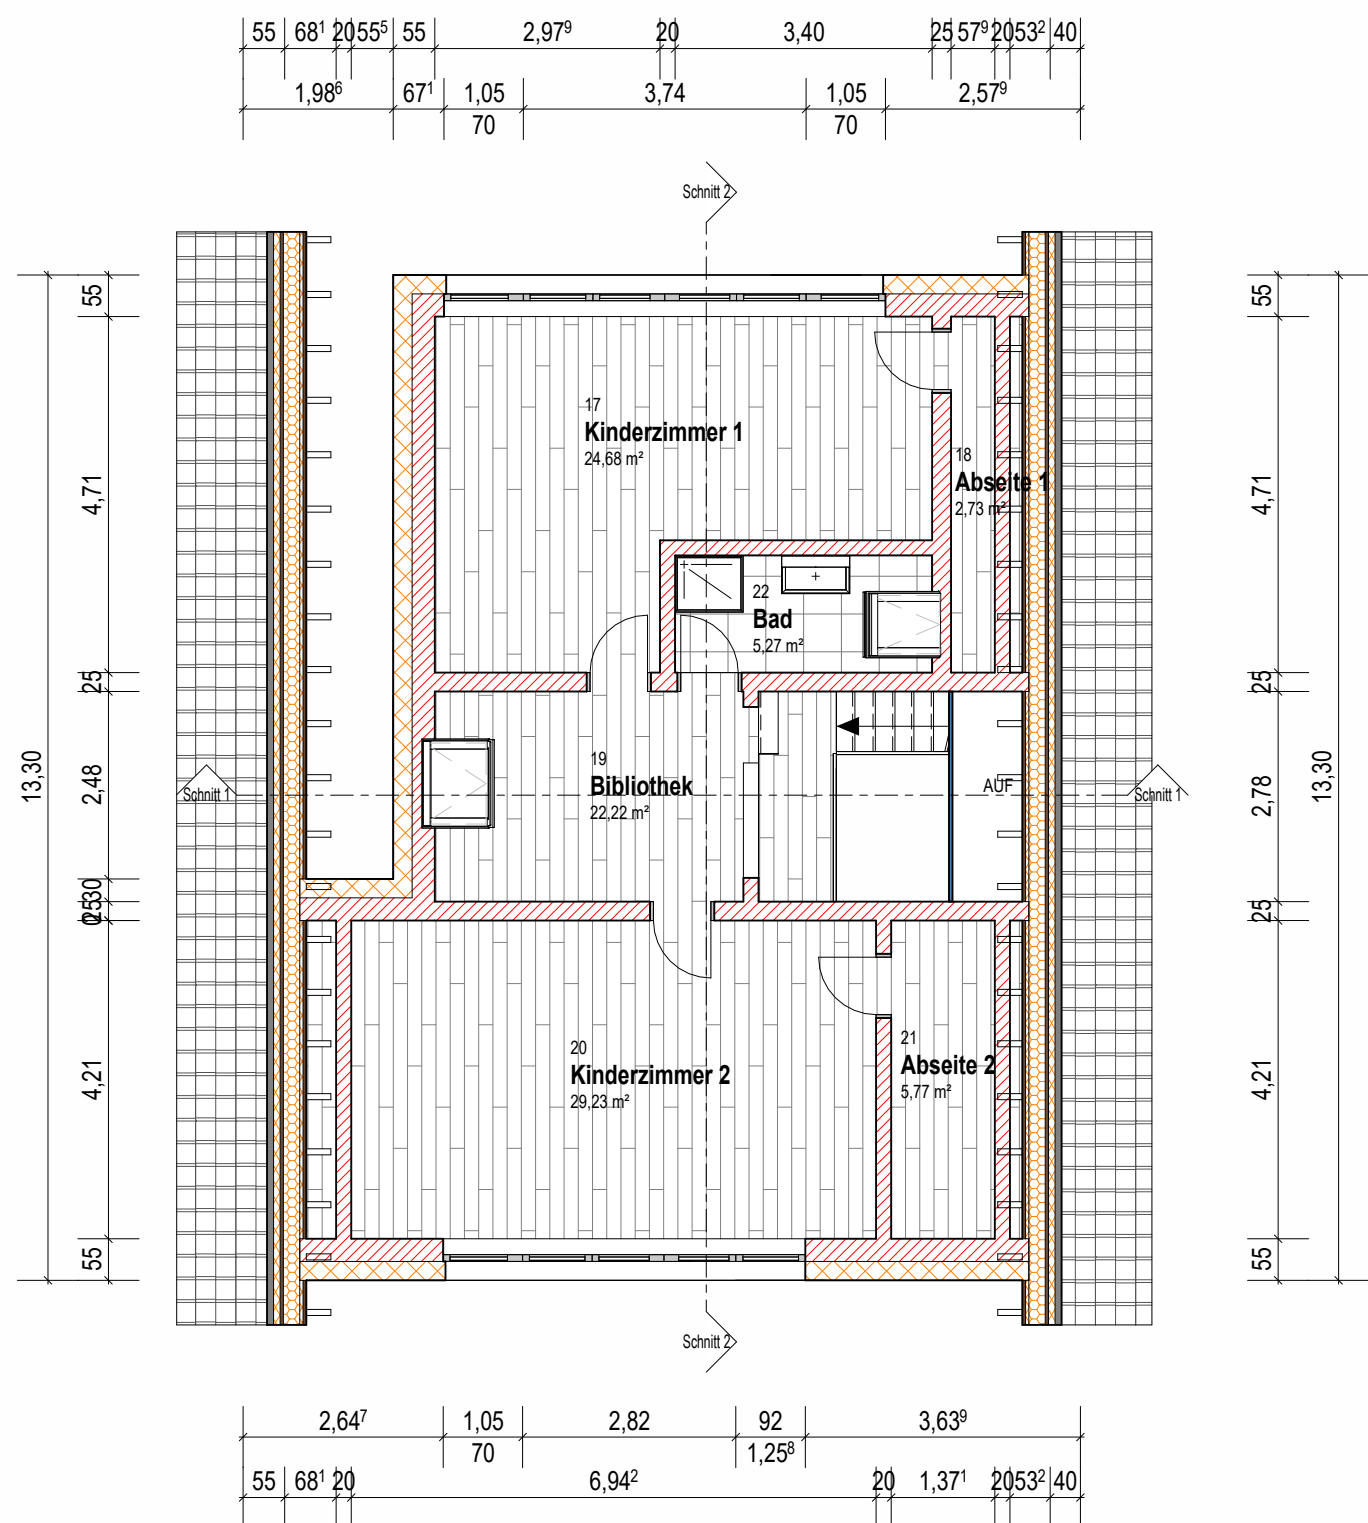 55 68¹ 20 55⁵ 55 2,97⁹ 20 3,40 25 57⁹ 20 53² 40
1,98⁶ 67¹ 1,05 3,74 1,05 2,57⁹
70 70
Schnitt 2
55 55
17
Kinderzimmer 1
24,68 m²
18
Abseite 1
2,73 m²
4,71 4,71
22
Bad
5,27 m²
25 25
19
Bibliothek
22,22 m²
AUF
13,30 2,48 2,78 13,30
Schnitt 1 Schnitt 1
30
25 25
20
Kinderzimmer 2
29,23 m²
21
Abseite 2
5,77 m²
4,21 4,21
55 55
Schnitt 2
2,64⁷ 1,05 2,82 92 3,63⁹
70 1,25⁸
55 68¹ 20 6,94² 20 1,37¹ 20 53² 40